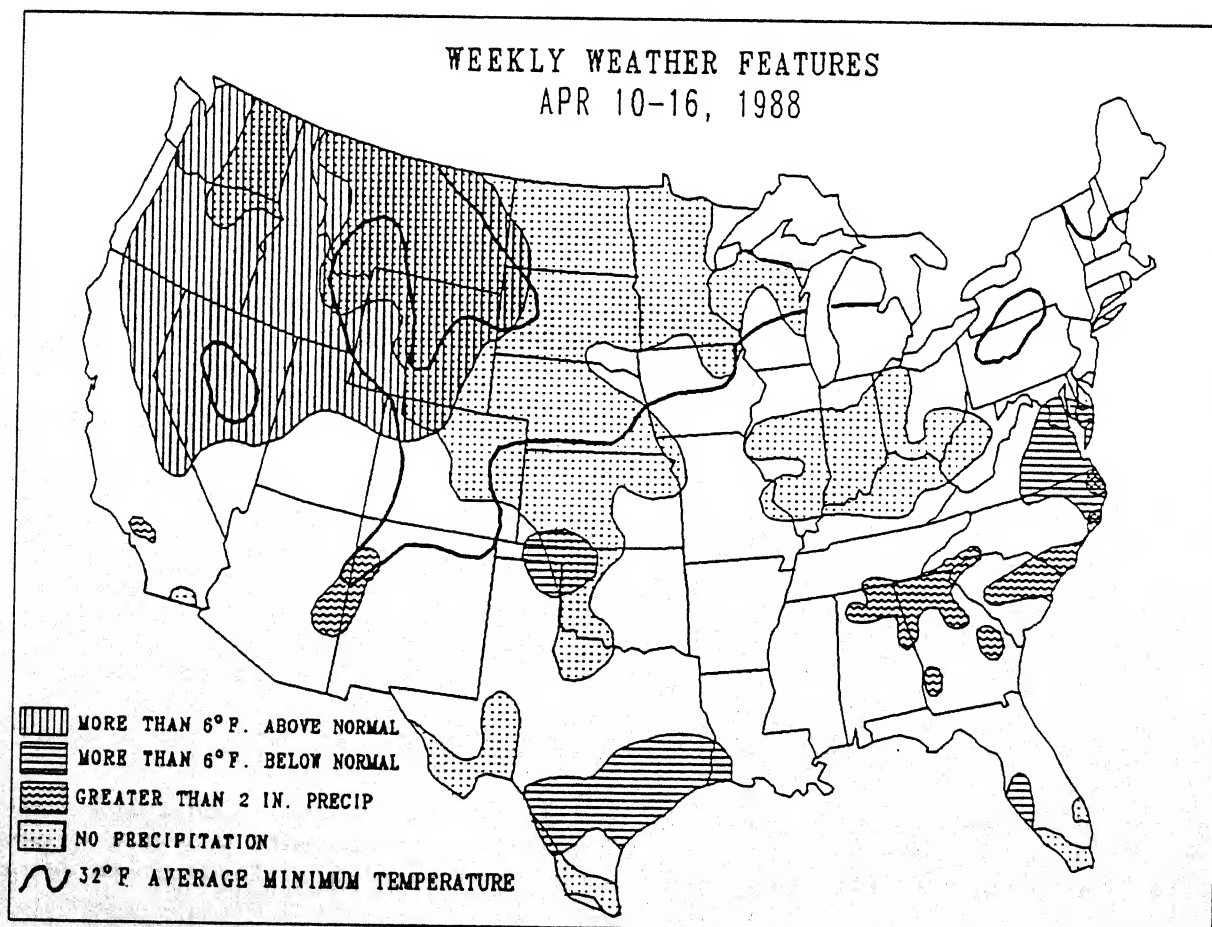 WEEKLY WEATHER FEATURES
APR 10-16, 1988
MORE THAN 6°F. ABOVE NORMAL
MORE THAN 6°F. BELOW NORMAL
GREATER THAN 2 IN. PRECIP
NO PRECIPITATION
32°F AVERAGE MINIMUM TEMPERATURE